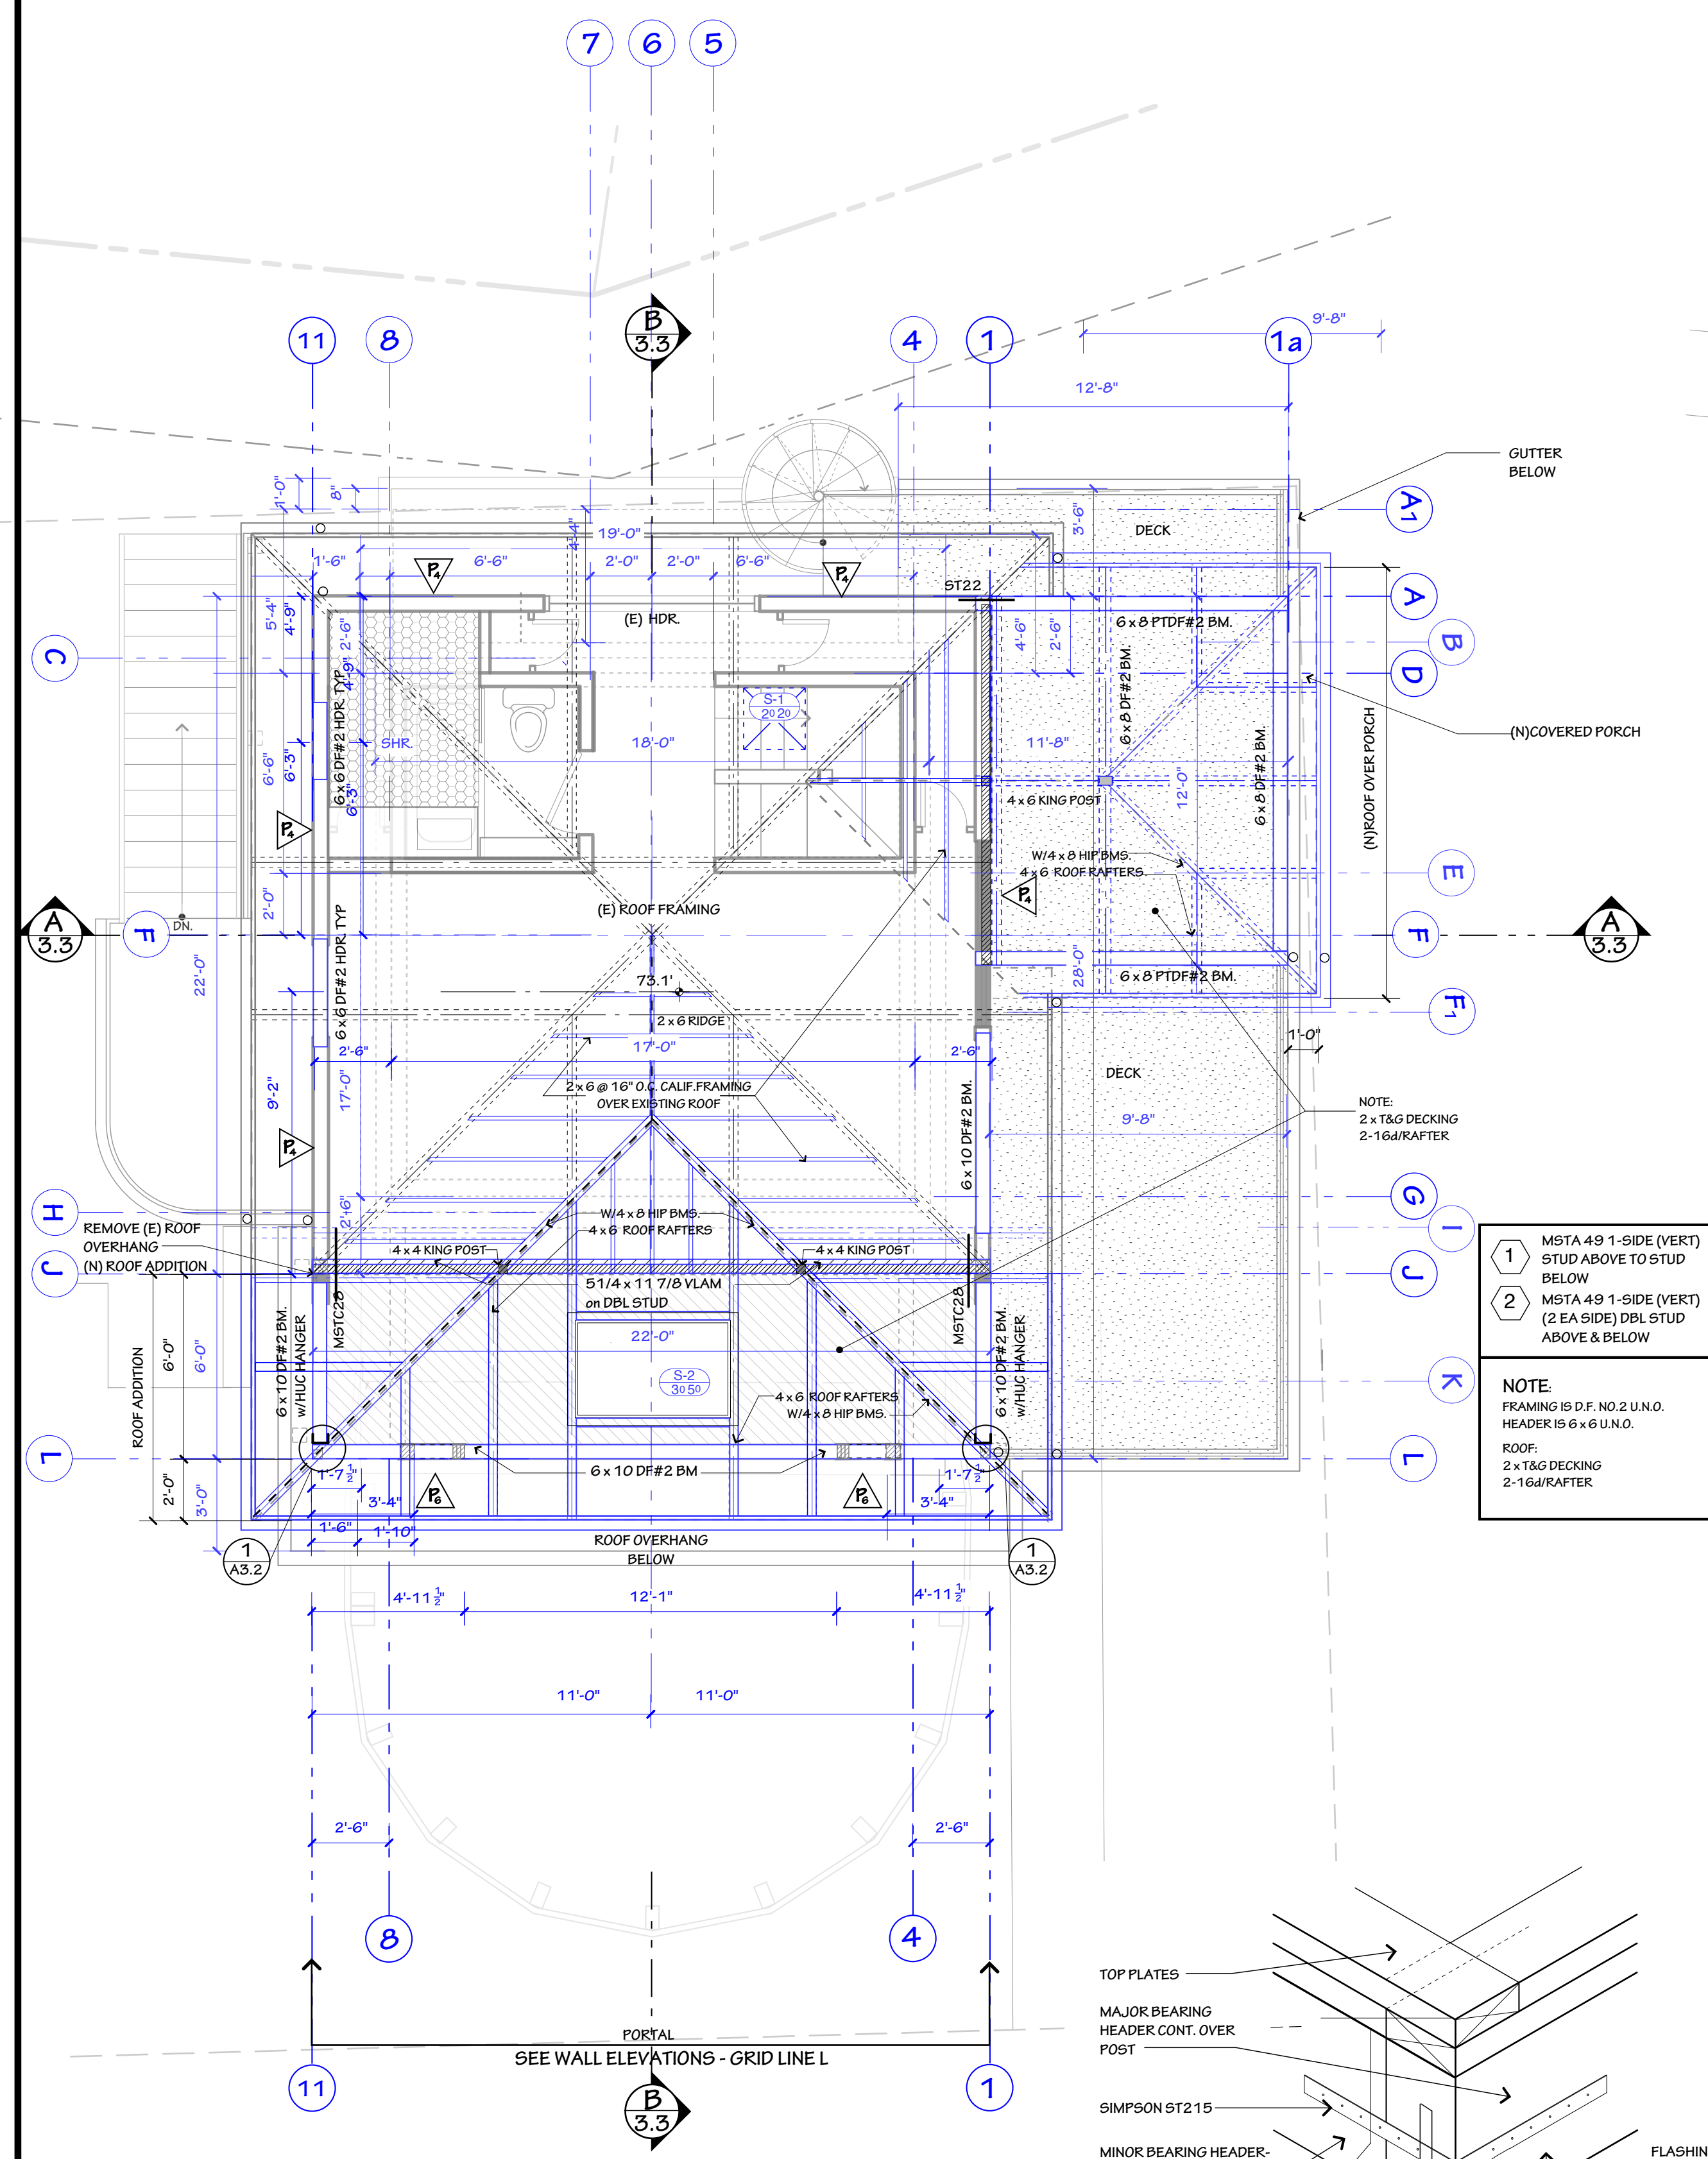 7
6
5
B
3.3
11
8
4
1
1a
9'-8"
12'-8"
GUTTER
BELOW
A1
1'-0"
8"
4'-4"
19'-0"
3'-6"
DECK
1'-6"
P4
6'-6"
2'-0"
2'-0"
6'-6"
P4
ST22
A
5'-4"
4'-9"
2'-6"
(E) HDR.
4'-6"
2'-6"
6 x 8 PTDF#2 BM.
B
C
4'-9"
D
6 x 6 DF#2 HDR. TYP
S-1
20 20
6 x 8 DF#2 BM.
(N)COVERED PORCH
SHR.
18'-0"
11'-8"
6'-6"
6'-3"
6'-3"
4 x 6 KING POST
12'-0"
6 x 8 DF#2 BM.
(N)ROOF OVER PORCH
P4
W/4 x 8 HIP BMS.
4 x 6 ROOF RAFTERS
E
P4
2'-0"
(E) ROOF FRAMING
DN.
A
3.3
F
F
A
3.3
22'-0"
6 x 6 DF#2 HDR. TYP
28'-0"
6 x 8 PTDF#2 BM.
73.1'
F1
2 x 6 RIDGE
17'-0"
1'-0"
2'-6"
2'-6"
9'-2"
17'-0"
2 x 6 @ 16" O.C. CALIF.FRAMING
OVER EXISTING ROOF
6 x 10 DF#2 BM.
DECK
9'-8"
NOTE:
2 x T&G DECKING
2-16d/RAFTER
P4
G
H
2'-6"
W/4 x 8 HIP BMS.
4 x 6 ROOF RAFTERS
I
REMOVE (E) ROOF
OVERHANG
(N) ROOF ADDITION
4 x 4 KING POST
4 x 4 KING POST
J
J
5 1/4 x 11 7/8 VLAM
on DBL STUD
MSTC28
MSTC28
1
MSTA 49 1-SIDE (VERT)
STUD ABOVE TO STUD
BELOW
2
MSTA 49 1-SIDE (VERT)
(2 EA SIDE) DBL STUD
ABOVE & BELOW
ROOF ADDITION
6'-0"
6'-0"
6 x 10 DF#2 BM.
w/HUC HANGER
22'-0"
S-2
30 50
6 x 10 DF#2 BM.
w/HUC HANGER
K
4 x 6 ROOF RAFTERS
W/4 x 8 HIP BMS.
NOTE:
FRAMING IS D.F. NO.2 U.N.O.
HEADER IS 6 x 6 U.N.O.
ROOF:
2 x T&G DECKING
2-16d/RAFTER
L
L
2'-0"
3'-0"
1'-7 1/2"
6 x 10 DF#2 BM
1'-7 1/2"
3'-4"
P6
P6
3'-4"
1'-6"
1'-10"
ROOF OVERHANG
BELOW
1
A3.2
1
A3.2
4'-11 1/2"
12'-1"
4'-11 1/2"
11'-0"
11'-0"
2'-6"
2'-6"
8
4
PORTAL
SEE WALL ELEVATIONS - GRID LINE L
11
1
B
3.3
TOP PLATES
MAJOR BEARING
HEADER CONT. OVER
POST
SIMPSON ST215
MINOR BEARING HEADER-
FLASHIN